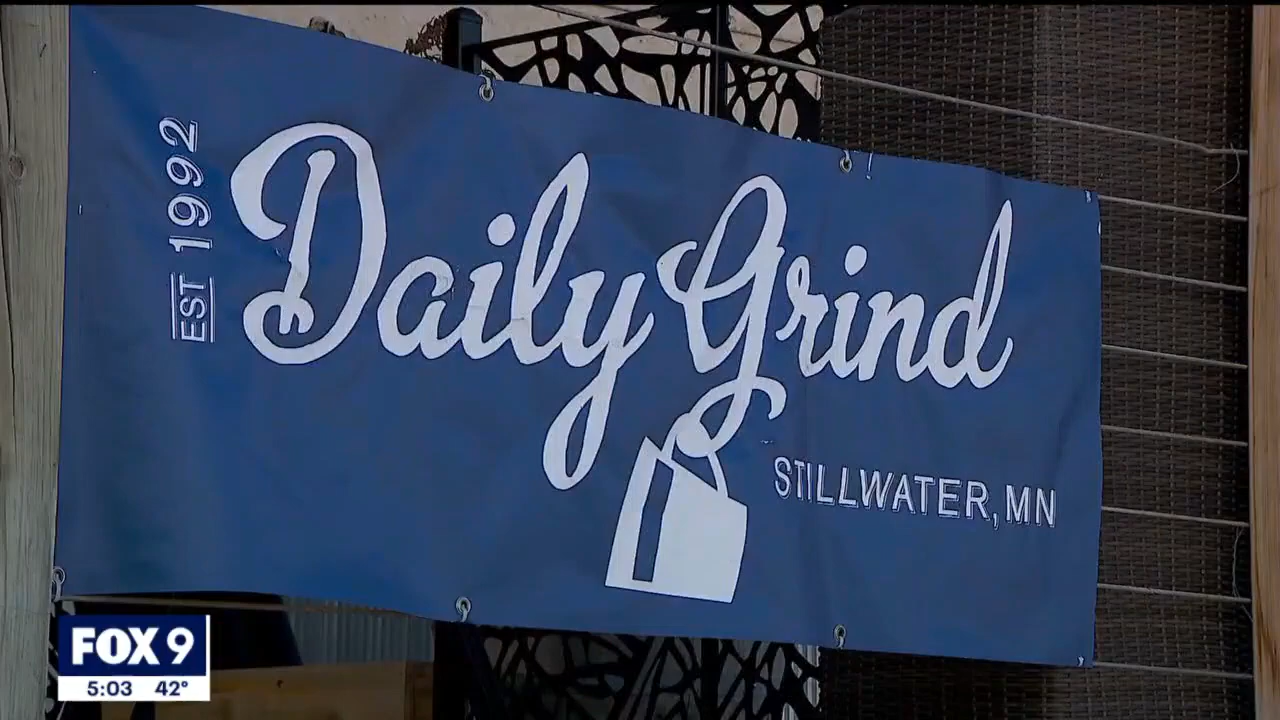 EST 1992
Daily Grind
STILLWATER, MN
FOX 9
5:03 42°